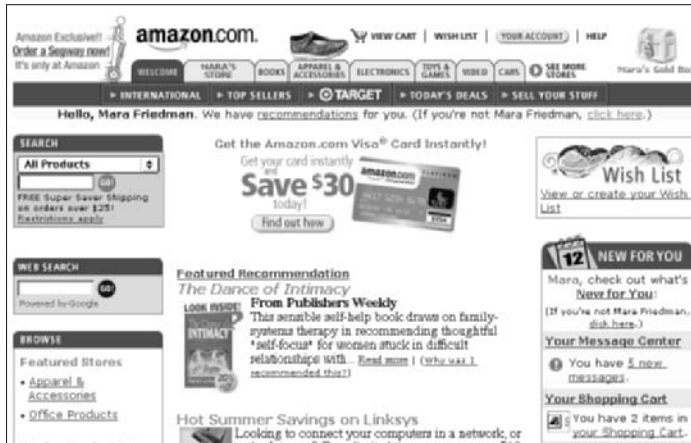 Amazon Exclusive!!
Order a Segway now!
It's only at Amazon
amazon.com.
VIEW CART | WISH LIST | YOUR ACCOUNT | HELP
WELCOME
MARA'S STORE
BOOKS
APPAREL & ACCESSORIES
ELECTRONICS
TOYS & GAMES
VIDEO
CARS
SEE MORE STORES
Mara's Gold Bo
INTERNATIONAL
TOP SELLERS
TARGET
TODAY'S DEALS
SELL YOUR STUFF
Hello, Mara Friedman. We have recommendations for you. (If you're not Mara Friedman, click here.)
SEARCH
All Products
GO!
FREE Super Saver Shipping
on orders over $25!
Restrictions apply
WEB SEARCH
GO!
Powered by Google
BROWSE
Featured Stores
• Apparel &
Accessories
• Office Products
Get the Amazon.com Visa® Card Instantly!
Get your card instantly
and
Save $30
today!
Find out how
amazon.com
PLATINUM
VISA
Featured Recommendation
The Dance of Intimacy
LOOK INSIDE!
INTIMACY
20%
From Publishers Weekly
This sensible self-help book draws on family-
systems therapy in recommending thoughtful
"self-focus" for women stuck in difficult
relationships with... Read more | (Why was I
recommended this?)
Hot Summer Savings on Linksys
Looking to connect your computers in a network, or
Wish List
View or create your Wish
List
12
NEW FOR YOU
Mara, check out what's
New for You:
(If you're not Mara Friedman,
click here.)
Your Message Center
You have 5 new
messages.
Your Shopping Cart
You have 2 items in
your Shopping Cart.